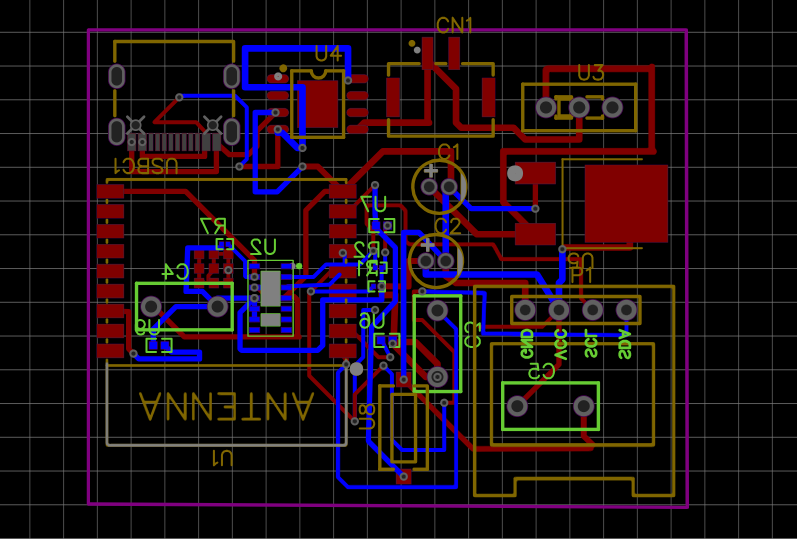 CN1
U4
U3
USBC1
C1
U7
R7
U2
C2
R2
R1
C4
P1
U6
C3
GND
VCC
SCL
SDA
C5
ANTENNA
U8
U1